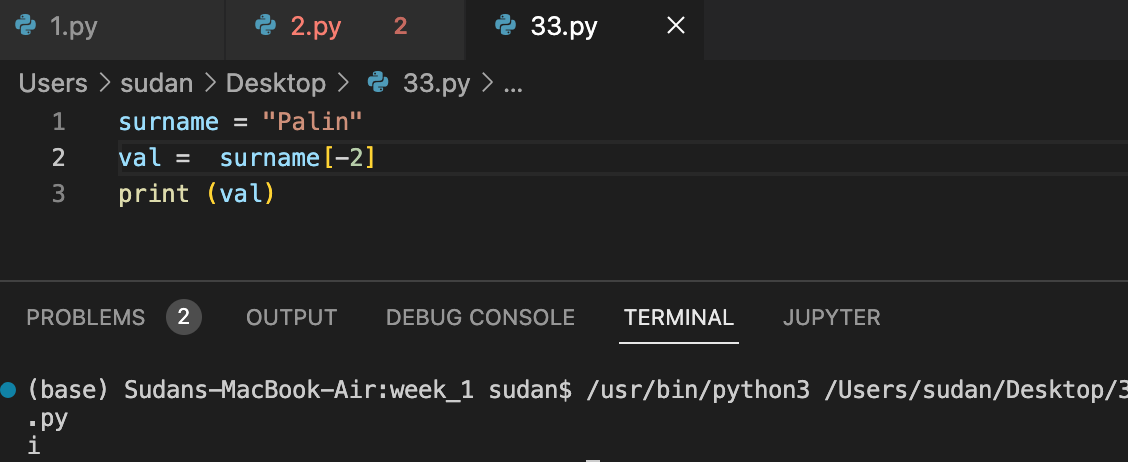 1.py 2.py 2 33.py
Users > sudan > Desktop > 33.py > ...
1 surname = "Palin"
2 val =  surname[-2]
3 print (val)
PROBLEMS 2 OUTPUT DEBUG CONSOLE TERMINAL JUPYTER
(base) Sudans-MacBook-Air:week_1 sudan$ /usr/bin/python3 /Users/sudan/Desktop/3
.py
i